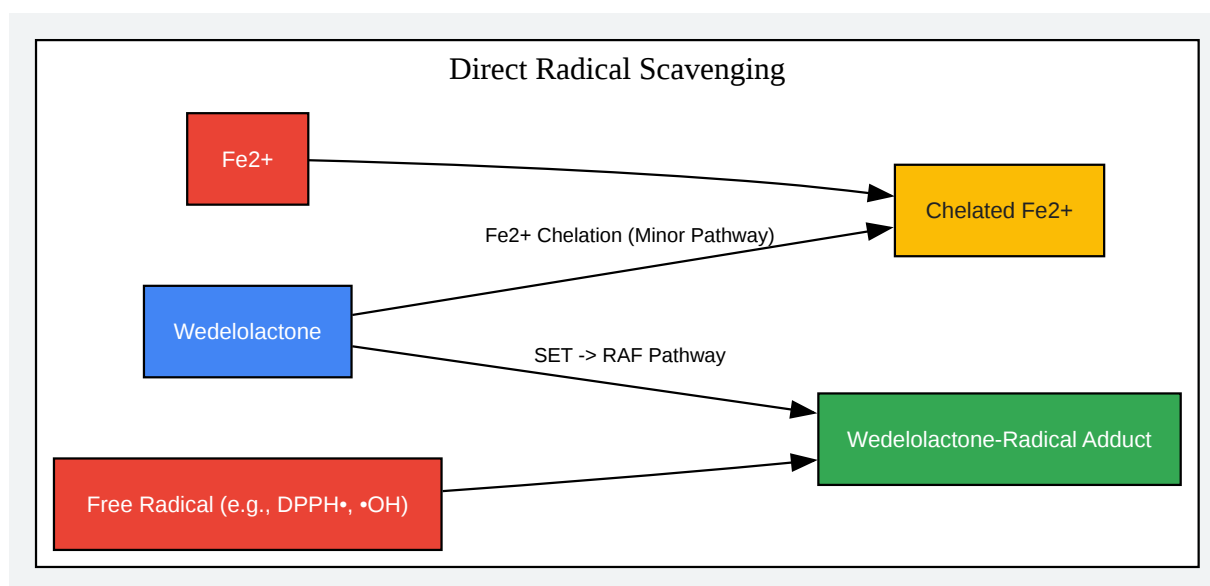 Direct Radical Scavenging
Fe2+
Chelated Fe2+
Fe2+ Chelation (Minor Pathway)
Wedelolactone
SET -> RAF Pathway
Wedelolactone-Radical Adduct
Free Radical (e.g., DPPH•, •OH)